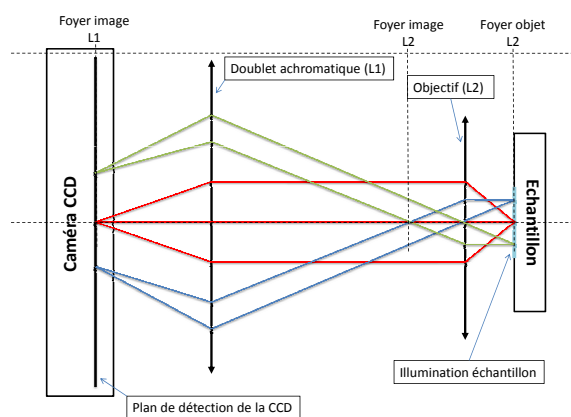 Foyer image
L1
Foyer image
L2
Foyer objet
L2
Doublet achromatique (L1)
Objectif (L2)
Caméra CCD
Echantillon
Illumination échantillon
Plan de détection de la CCD